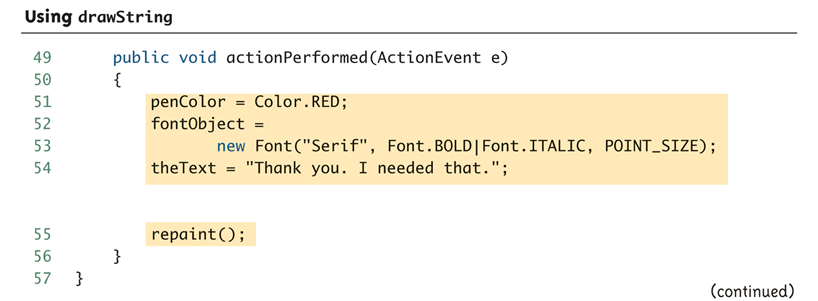 Using drawString
49 public void actionPerformed(ActionEvent e)
50 {
51 penColor = Color.RED;
52 fontObject =
53 new Font("Serif", Font.BOLD|Font.ITALIC, POINT_SIZE);
54 theText = "Thank you. I needed that.";
55 repaint();
56 }
57 }
(continued)